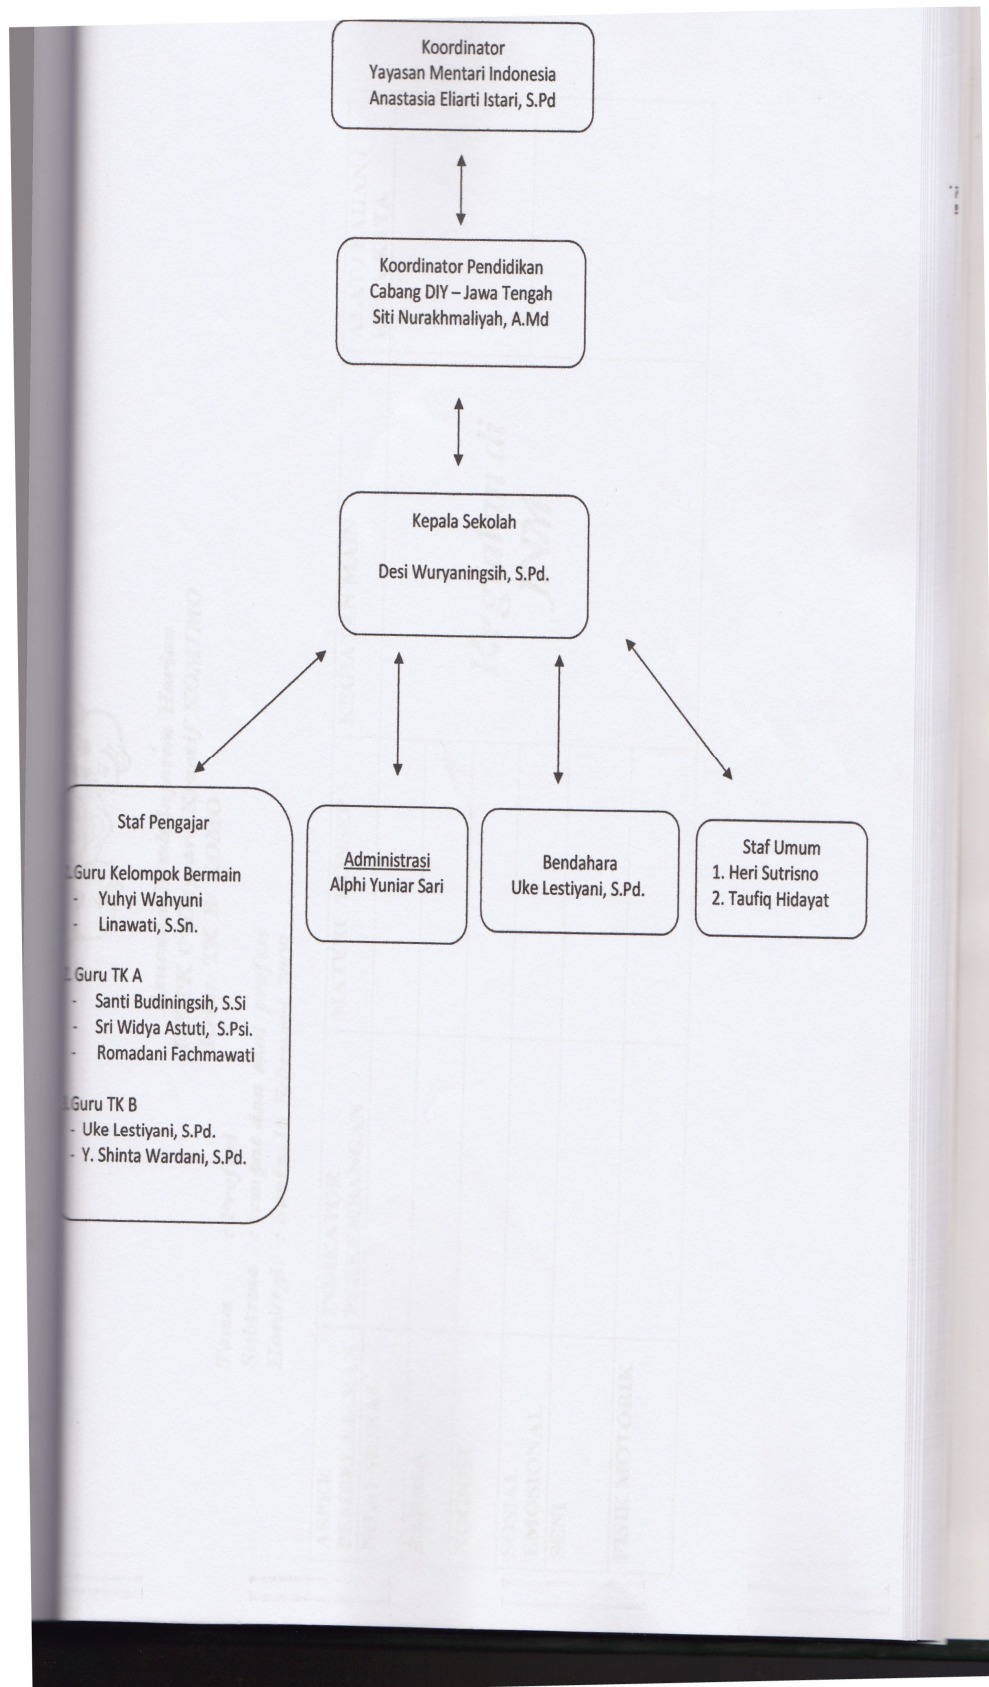 Koordinator
Yayasan Mentari Indonesia
Anastasia Eliarti Istari, S.Pd
Koordinator Pendidikan
Cabang DIY – Jawa Tengah
Siti Nurakhmaliyah, A.Md
Kepala Sekolah
Desi Wuryaningsih, S.Pd.
Staf Pengajar
1.Guru Kelompok Bermain
- Yuhyi Wahyuni
- Linawati, S.Sn.
2. Guru TK A
- Santi Budiningsih, S.Si
- Sri Widya Astuti, S.Psi.
- Romadani Fachmawati
3.Guru TK B
- Uke Lestiyani, S.Pd.
- Y. Shinta Wardani, S.Pd.
Administrasi
Alphi Yuniar Sari
Bendahara
Uke Lestiyani, S.Pd.
Staf Umum
1. Heri Sutrisno
2. Taufiq Hidayat